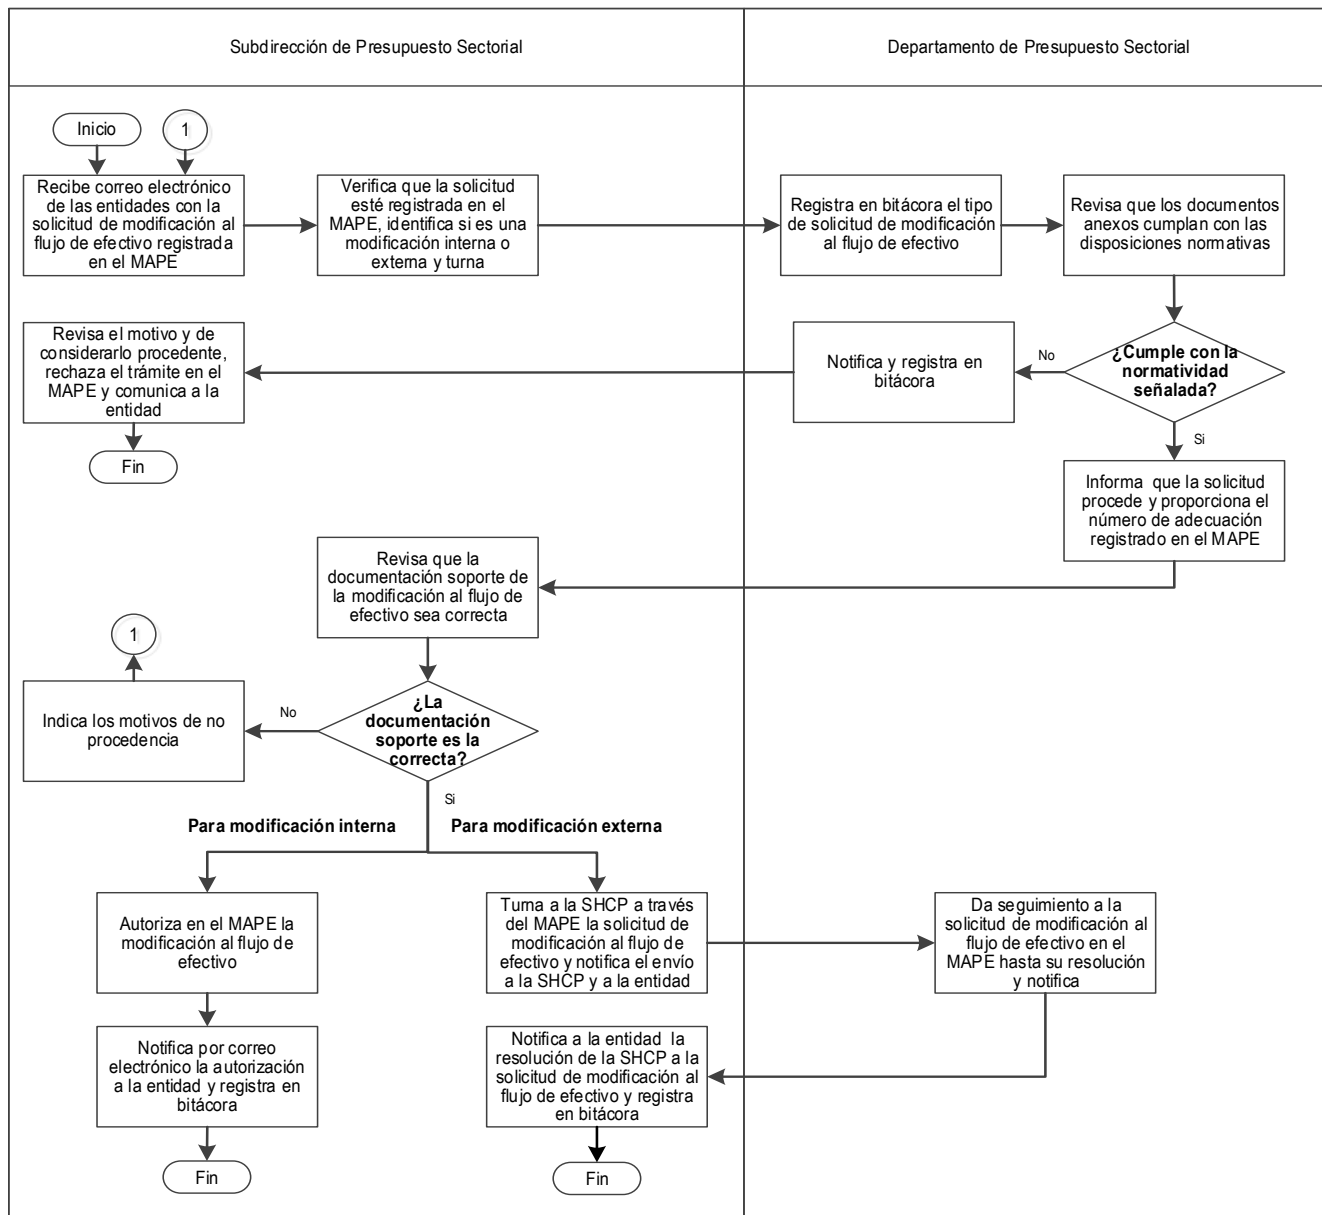 Subdirección de Presupuesto Sectorial
Departamento de Presupuesto Sectorial
Inicio
1
Recibe correo electrónico
de las entidades con la
solicitud de modificación al
flujo de efectivo registrada
en el MAPE
Verifica que la solicitud
esté registrada en el
MAPE, identifica si es una
modificación interna o
externa y turna
Registra en bitácora el tipo
de solicitud de modificación
al flujo de efectivo
Revisa que los documentos
anexos cumplan con las
disposiciones normativas
Revisa el motivo y de
considerarlo procedente,
rechaza el trámite en el
MAPE y comunica a la
entidad
Notifica y registra en
bitácora
No
¿Cumple con la
normatividad
señalada?
Si
Fin
Informa que la solicitud
procede y proporciona el
número de adecuación
registrado en el MAPE
Revisa que la
documentación soporte de
la modificación al flujo de
efectivo sea correcta
1
Indica los motivos de no
procedencia
No
¿La
documentación
soporte es la
correcta?
Si
Para modificación interna
Para modificación externa
Autoriza en el MAPE la
modificación al flujo de
efectivo
Turna a la SHCP a través
del MAPE la solicitud de
modificación al flujo de
efectivo y notifica el envío
a la SHCP y a la entidad
Da seguimiento a la
solicitud de modificación al
flujo de efectivo en el
MAPE hasta su resolución
y notifica
Notifica por correo
electrónico la autorización
a la entidad y registra en
bitácora
Notifica a la entidad la
resolución de la SHCP a la
solicitud de modificación al
flujo de efectivo y registra
en bitácora
Fin
Fin